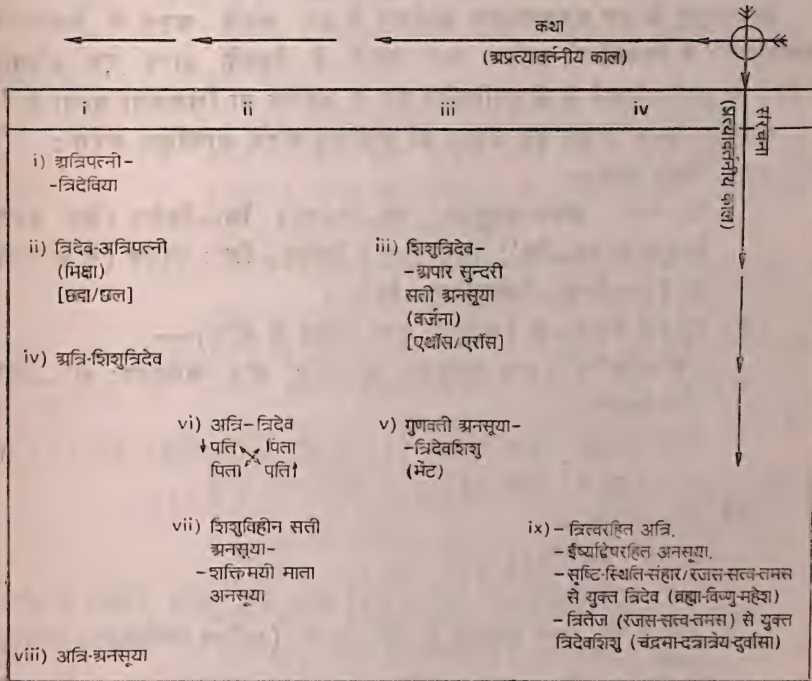 कथा
(अप्रत्यावर्तनीय काल)
i ii iii iv
संरचना
(प्रत्यावर्तनीय काल)
i) अत्रिपत्नी-
-त्रिदेविया
ii) त्रिदेव-अत्रिपत्नी
(भिक्षा)
[छद्म/छल]
iii) शिशुत्रिदेव-
-अपार सुन्दरी
सती अनसूया
(वर्जना)
[एथॉस/एरॉस]
iv) अत्रि-शिशुत्रिदेव
v) गुणवती अनसूया-
-त्रिदेवशिशु
(भेंट)
vi) अत्रि-त्रिदेव
↓पति पिता
पिता पति↑
vii) शिशुविहीन सती
अनसूया-
-शक्तिमयी माता
अनसूया
viii) अत्रि-अनसूया
ix) - त्रित्वरहित अत्रि,
- ईर्ष्याद्वेषरहित अनसूया,
- सृष्टि-स्थिति-संहार/रजस-सत्व-तमस
से युक्त त्रिदेव (ब्रह्मा-विष्णु-महेश)
- त्रितेज (रजस-सत्व-तमस) से युक्त
त्रिदेवशिशु (चंद्रमा-दत्रात्रेय-दुर्वासा)